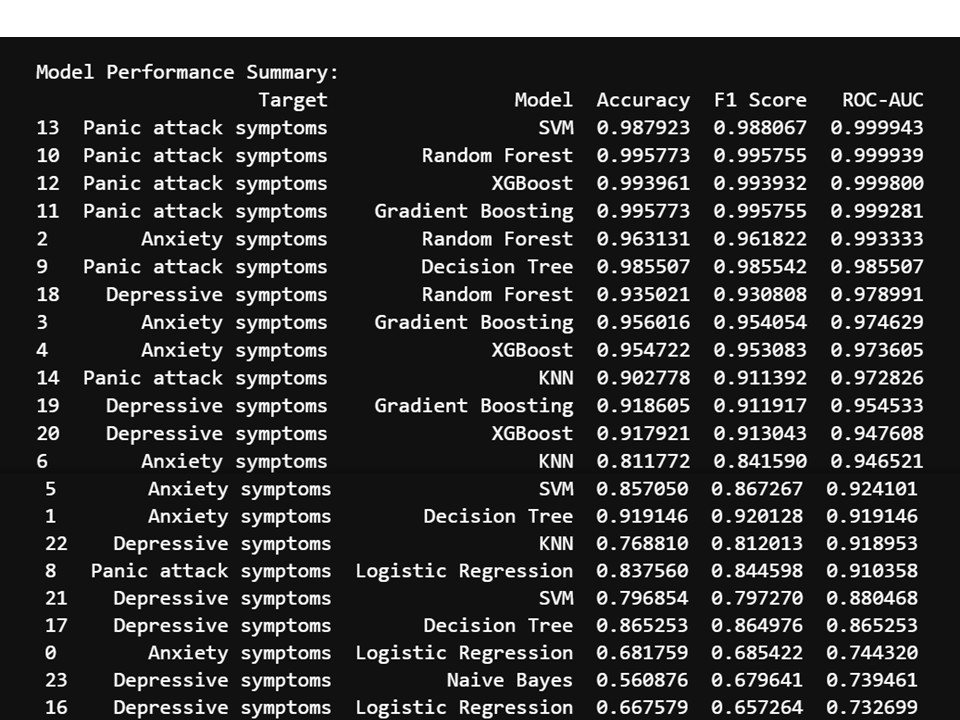 Model Performance Summary:
Target Model Accuracy F1 Score ROC-AUC
13 Panic attack symptoms SVM 0.987923 0.988067 0.999943
10 Panic attack symptoms Random Forest 0.995773 0.995755 0.999939
12 Panic attack symptoms XGBoost 0.993961 0.993932 0.999800
11 Panic attack symptoms Gradient Boosting 0.995773 0.995755 0.999281
2 Anxiety symptoms Random Forest 0.963131 0.961822 0.993333
9 Panic attack symptoms Decision Tree 0.985507 0.985542 0.985507
18 Depressive symptoms Random Forest 0.935021 0.930808 0.978991
3 Anxiety symptoms Gradient Boosting 0.956016 0.954054 0.974629
4 Anxiety symptoms XGBoost 0.954722 0.953083 0.973605
14 Panic attack symptoms KNN 0.902778 0.911392 0.972826
19 Depressive symptoms Gradient Boosting 0.918605 0.911917 0.954533
20 Depressive symptoms XGBoost 0.917921 0.913043 0.947608
6 Anxiety symptoms KNN 0.811772 0.841590 0.946521
5 Anxiety symptoms SVM 0.857050 0.867267 0.924101
1 Anxiety symptoms Decision Tree 0.919146 0.920128 0.919146
22 Depressive symptoms KNN 0.768810 0.812013 0.918953
8 Panic attack symptoms Logistic Regression 0.837560 0.844598 0.910358
21 Depressive symptoms SVM 0.796854 0.797270 0.880468
17 Depressive symptoms Decision Tree 0.865253 0.864976 0.865253
0 Anxiety symptoms Logistic Regression 0.681759 0.685422 0.744320
23 Depressive symptoms Naive Bayes 0.560876 0.679641 0.739461
16 Depressive symptoms Logistic Regression 0.667579 0.657264 0.732699